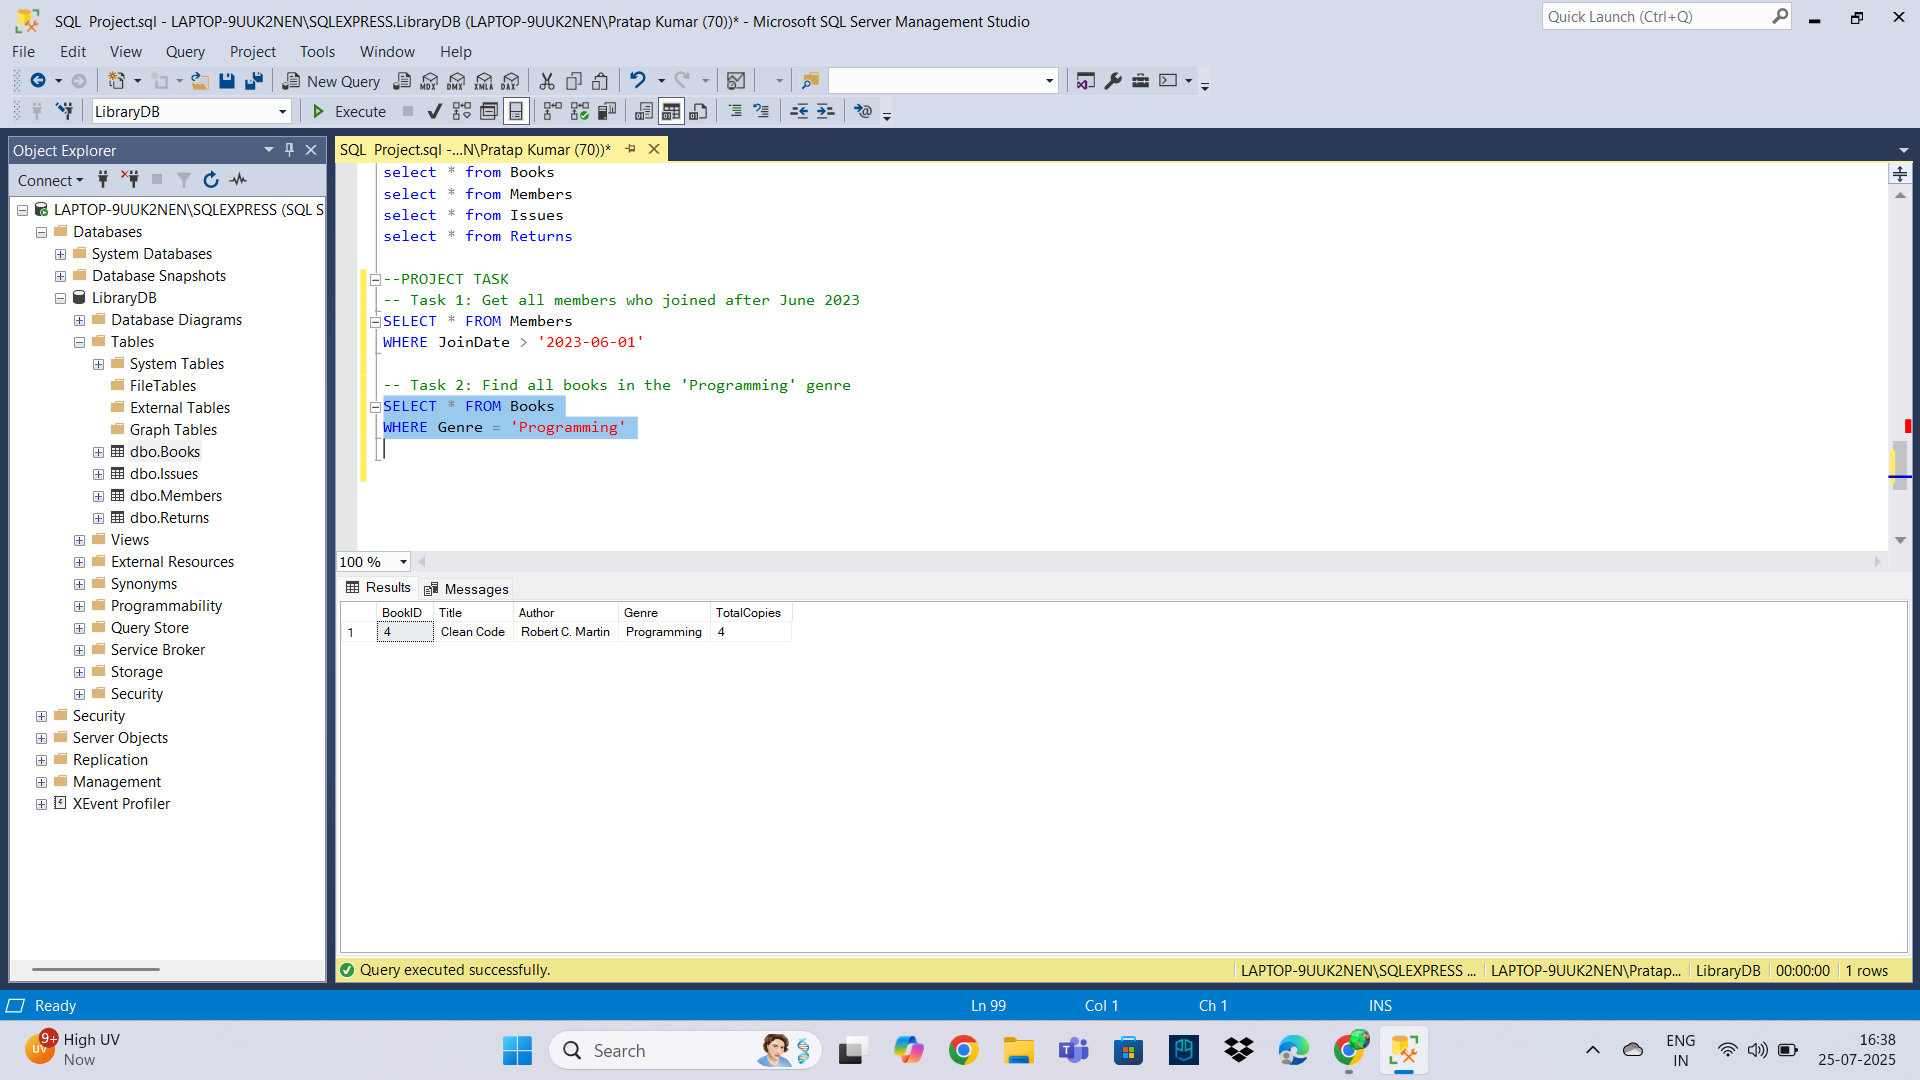 SQL Project.sql - LAPTOP-9UUK2NEN\SQLEXPRESS.LibraryDB (LAPTOP-9UUK2NEN\Pratap Kumar (70))* - Microsoft SQL Server Management Studio
Quick Launch (Ctrl+Q)
File Edit View Query Project Tools Window Help
New Query
MDX DMX XMLA DAX
LibraryDB
Execute
Object Explorer
SQL Project.sql -...N\Pratap Kumar (70))*
Connect
LAPTOP-9UUK2NEN\SQLEXPRESS (SQL S
Databases
System Databases
Database Snapshots
LibraryDB
Database Diagrams
Tables
System Tables
FileTables
External Tables
Graph Tables
dbo.Books
dbo.Issues
dbo.Members
dbo.Returns
Views
External Resources
Synonyms
Programmability
Query Store
Service Broker
Storage
Security
Security
Server Objects
Replication
Management
XEvent Profiler
select * from Books
select * from Members
select * from Issues
select * from Returns
--PROJECT TASK
-- Task 1: Get all members who joined after June 2023
SELECT * FROM Members
WHERE JoinDate > '2023-06-01'
-- Task 2: Find all books in the 'Programming' genre
SELECT * FROM Books
WHERE Genre = 'Programming'
100 %
Results Messages
BookID Title Author Genre TotalCopies
1 4 Clean Code Robert C. Martin Programming 4
Query executed successfully.
LAPTOP-9UUK2NEN\SQLEXPRESS ... LAPTOP-9UUK2NEN\Pratap... LibraryDB 00:00:00 1 rows
Ready
Ln 99 Col 1 Ch 1 INS
9+
UV
High UV
Now
Search
ENG
IN
16:38
25-07-2025